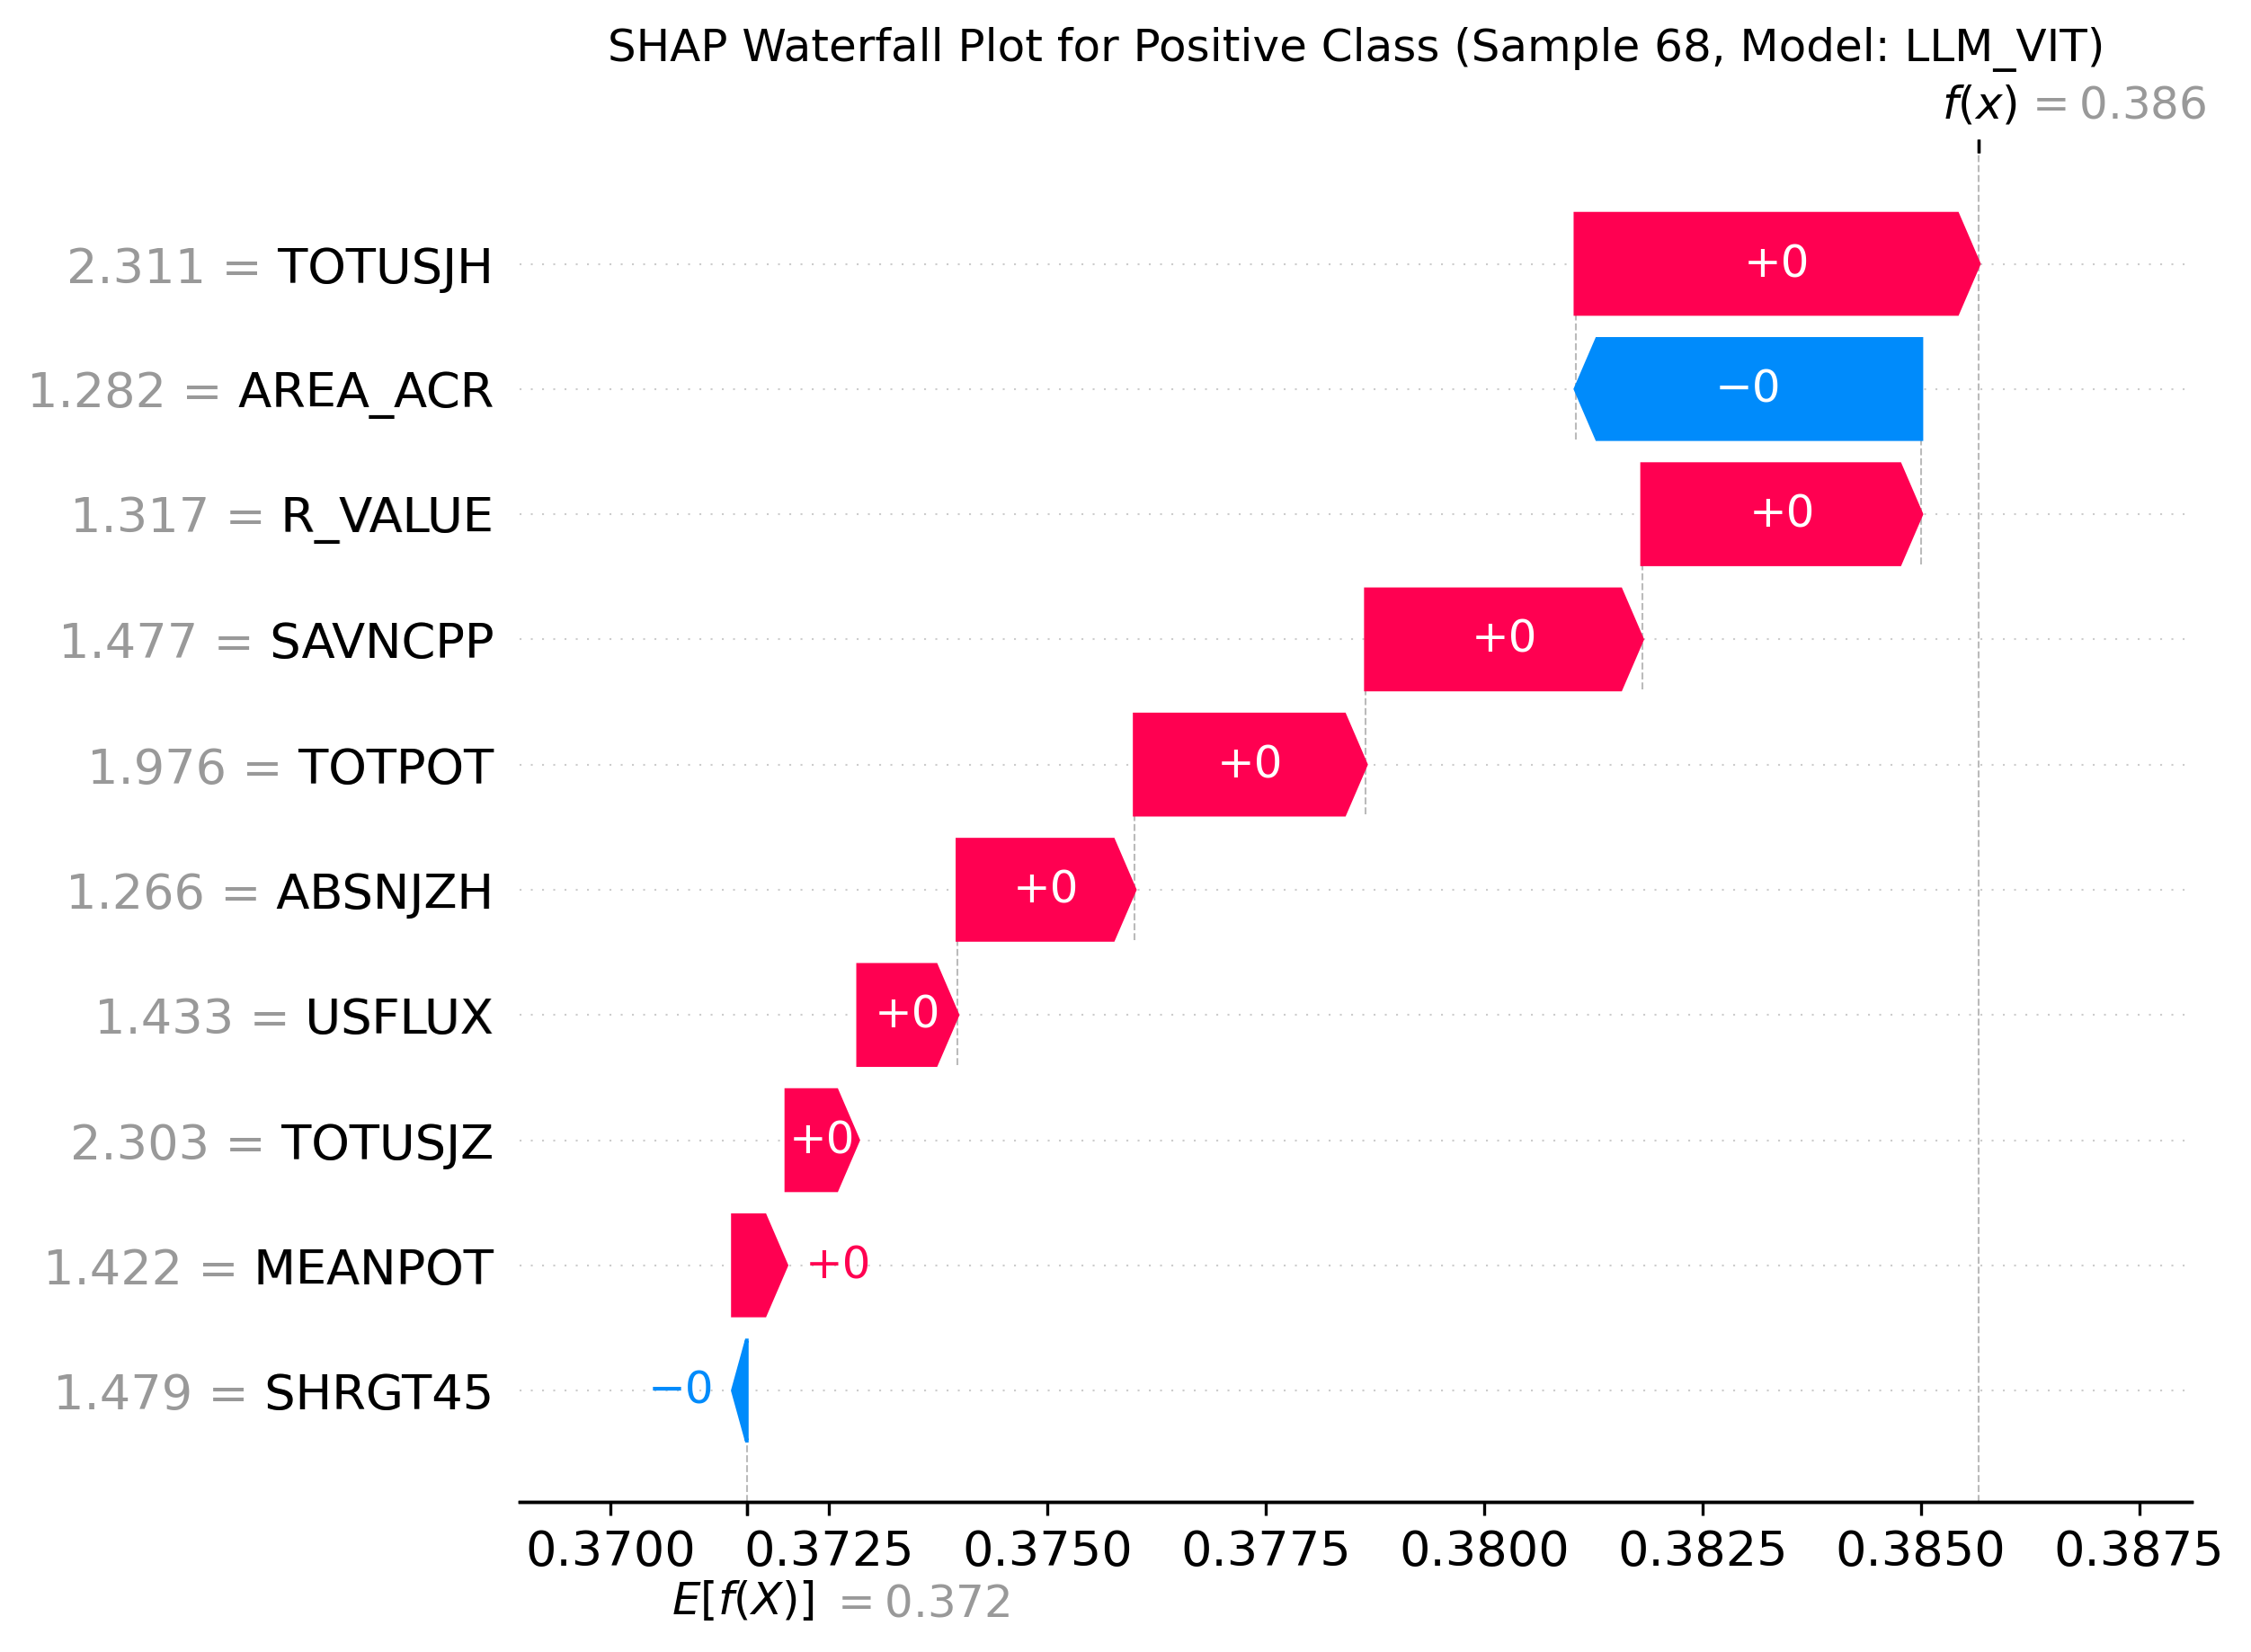 SHAP Waterfall Plot for Positive Class (Sample 68, Model: LLM_VIT)
f(x) = 0.386
2.311 = TOTUSJH +0
1.282 = AREA_ACR −0
1.317 = R_VALUE +0
1.477 = SAVNCPP +0
1.976 = TOTPOT +0
1.266 = ABSNJZH +0
1.433 = USFLUX +0
2.303 = TOTUSJZ +0
1.422 = MEANPOT +0
1.479 = SHRGT45 −0
0.3700 0.3725 0.3750 0.3775 0.3800 0.3825 0.3850 0.3875
E[f(X)] = 0.372